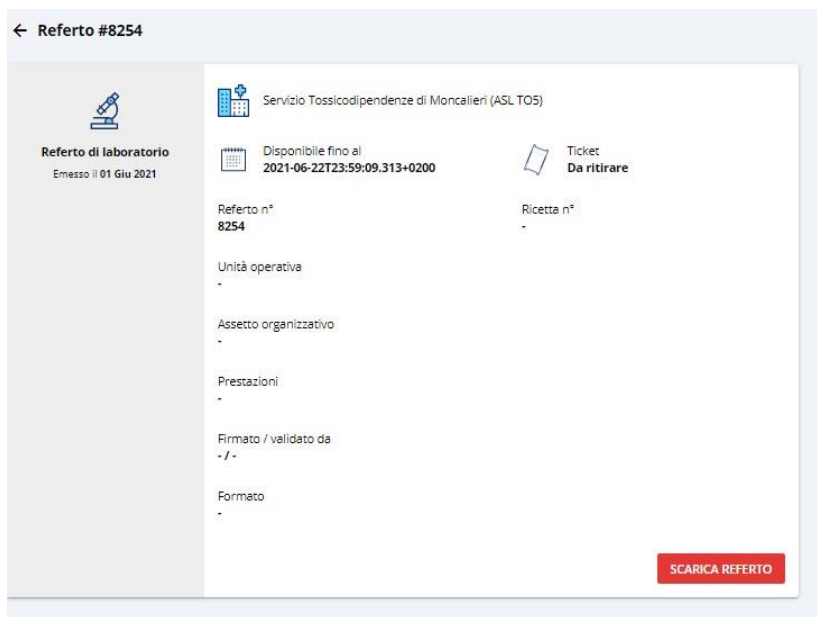 ← Referto #8254
Referto di laboratorio
Emesso il 01 Giu 2021
Servizio Tossicodipendenze di Moncalieri (ASL TO5)
Disponibile fino al
2021-06-22T23:59:09.313+0200
Ticket
Da ritirare
Referto n°
8254
Ricetta n°
-
Unità operativa
-
Assetto organizzativo
-
Prestazioni
-
Firmato / validato da
- / -
Formato
-
SCARICA REFERTO